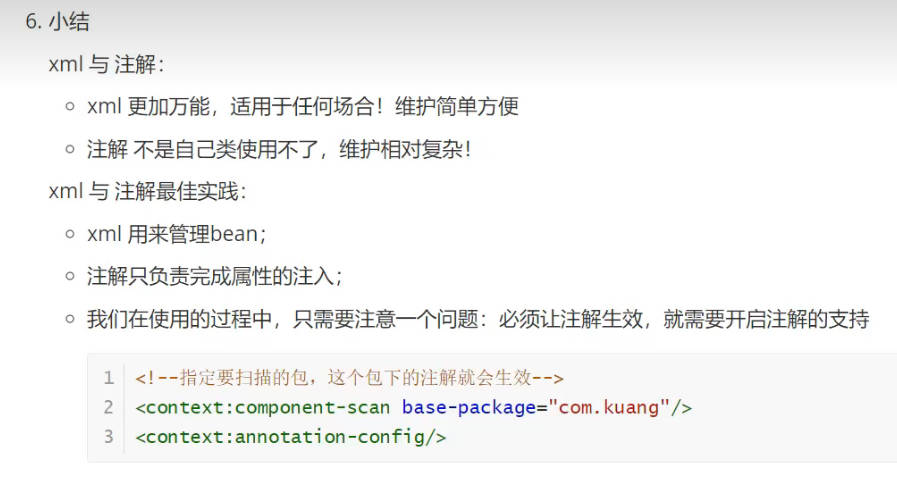 6. 小结
xml 与 注解：
xml 更加万能，适用于任何场合！维护简单方便
注解 不是自己类使用不了，维护相对复杂！
xml 与 注解最佳实践：
xml 用来管理bean；
注解只负责完成属性的注入；
我们在使用的过程中，只需要注意一个问题：必须让注解生效，就需要开启注解的支持
1 <!--指定要扫描的包，这个包下的注解就会生效-->
2 <context:component-scan base-package="com.kuang"/>
3 <context:annotation-config/>